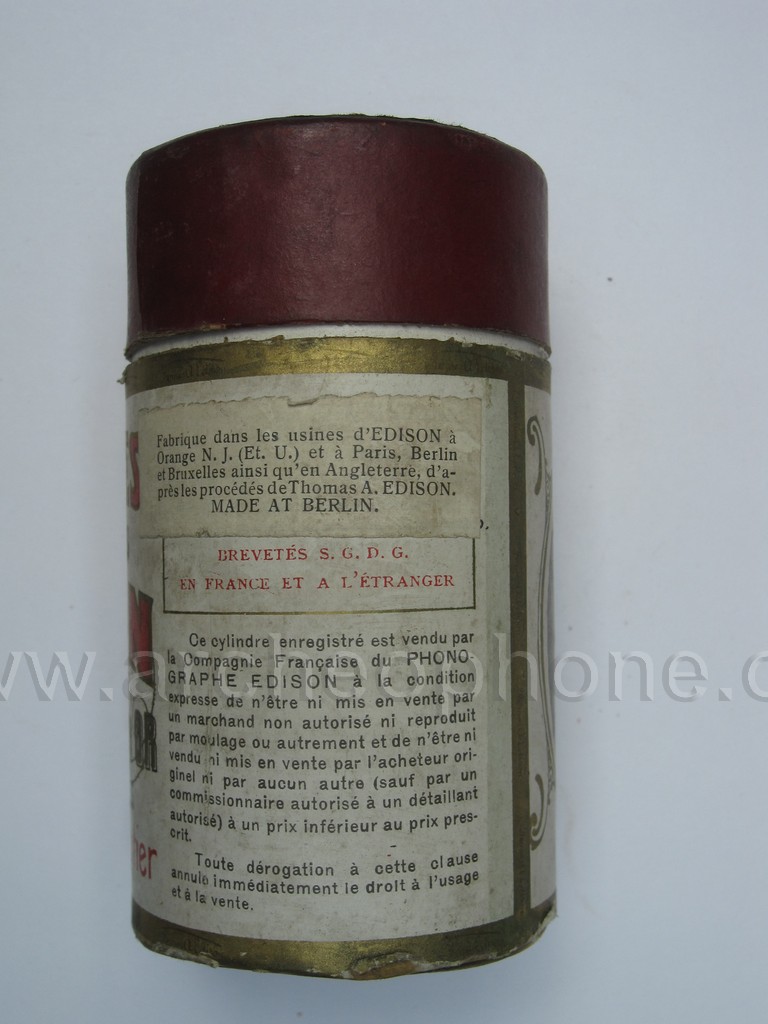 Fabrique dans les usines d'EDISON à
Orange N. J. (Et. U.) et à Paris, Berlin
et Bruxelles ainsi qu'en Angleterre, d'a-
près les procédés de Thomas A. EDISON.
MADE AT BERLIN.
BREVETÉS S. G. D. G.
EN FRANCE ET A L'ÉTRANGER
Ce cylindre enregistré est vendu par
la Compagnie Française du PHONO-
GRAPHE EDISON à la condition
expresse de n'être ni mis en vente par
un marchand non autorisé ni reproduit
par moulage ou autrement et de n'être ni
vendu ni mis en vente par l'acheteur ori-
ginel ni par aucun autre (sauf par un
commissionnaire autorisé à un détaillant
autorisé) à un prix inférieur au prix pres-
crit.
Toute dérogation à cette clause
annule immédiatement le droit à l'usage
et à la vente.
www.archeophone.o